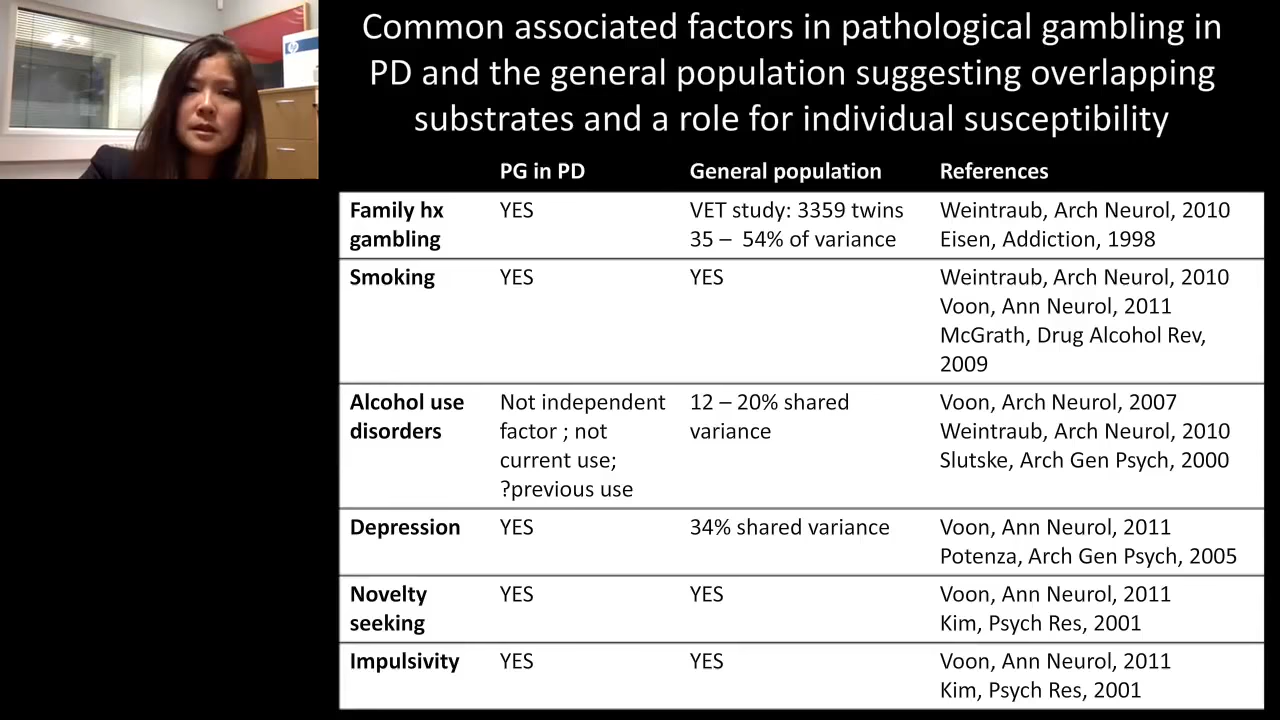 Common associated factors in pathological gambling in
PD and the general population suggesting overlapping
substrates and a role for individual susceptibility
PG in PD General population References
Family hx YES VET study: 3359 twins Weintraub, Arch Neurol, 2010
gambling 35 – 54% of variance Eisen, Addiction, 1998
Smoking YES YES Weintraub, Arch Neurol, 2010
Voon, Ann Neurol, 2011
McGrath, Drug Alcohol Rev,
2009
Alcohol use Not independent 12 – 20% shared Voon, Arch Neurol, 2007
disorders factor ; not variance Weintraub, Arch Neurol, 2010
current use; Slutske, Arch Gen Psych, 2000
?previous use
Depression YES 34% shared variance Voon, Ann Neurol, 2011
Potenza, Arch Gen Psych, 2005
Novelty YES YES Voon, Ann Neurol, 2011
seeking Kim, Psych Res, 2001
Impulsivity YES YES Voon, Ann Neurol, 2011
Kim, Psych Res, 2001
hp